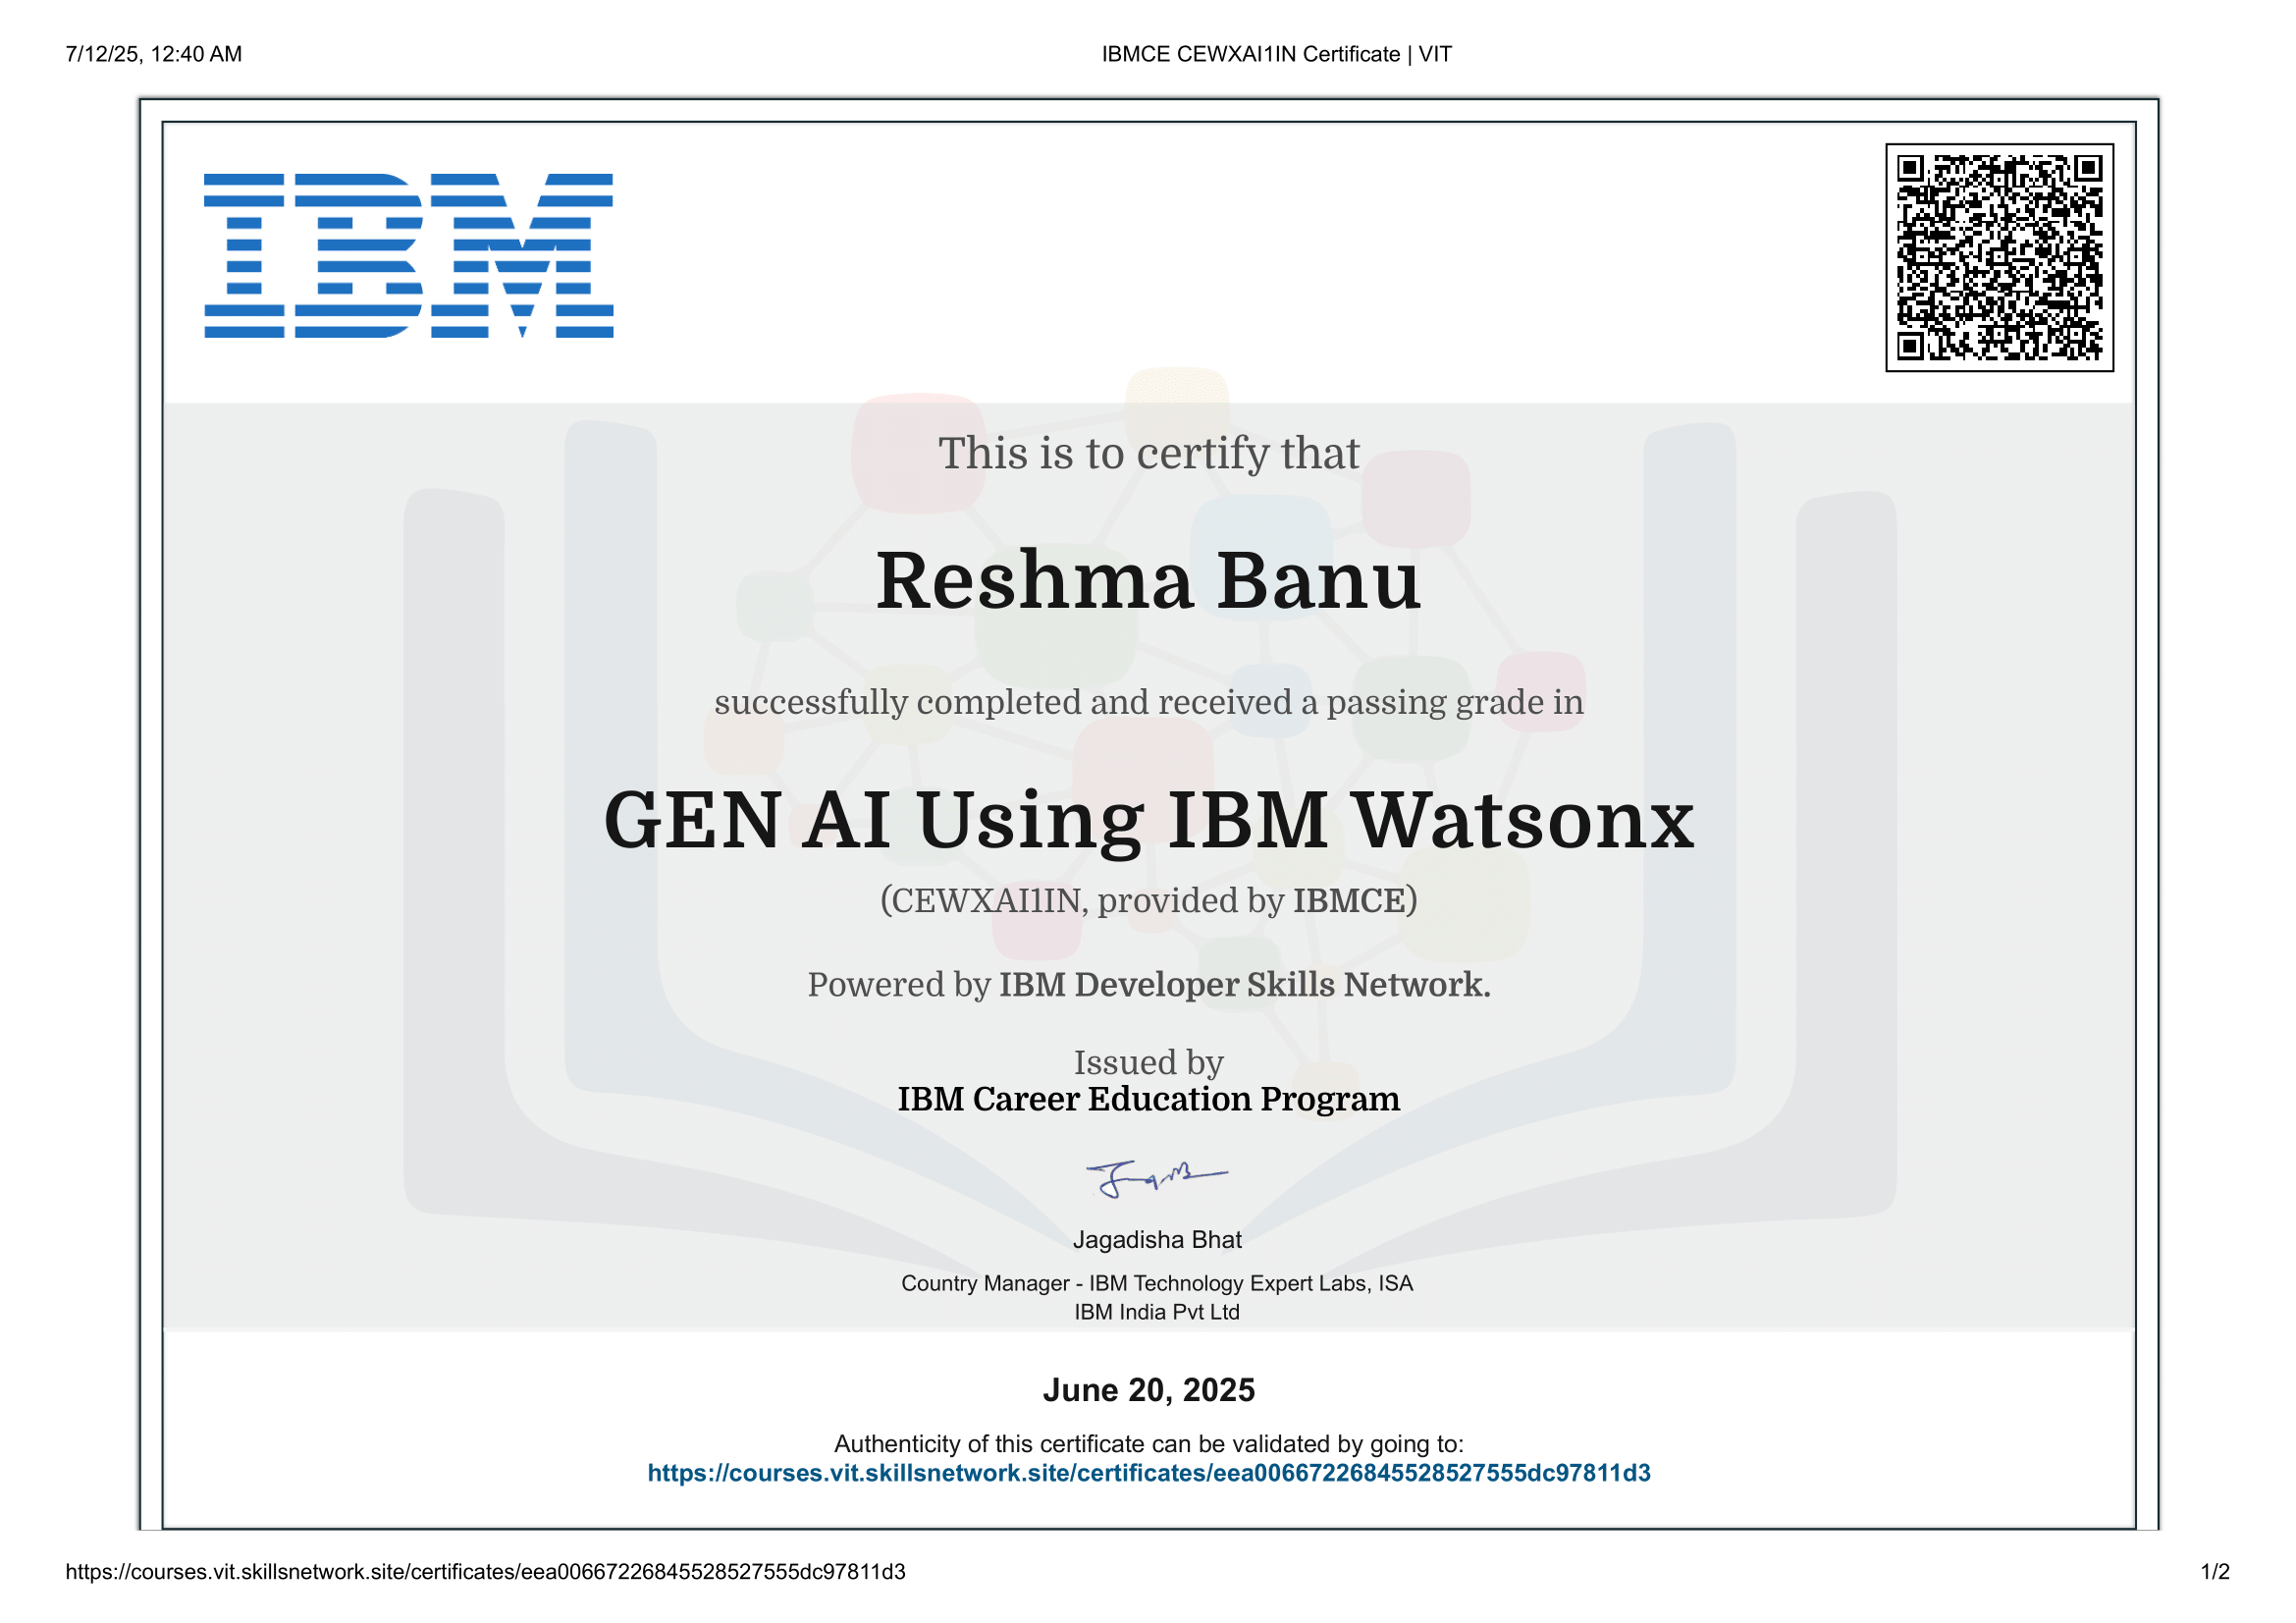 7/12/25, 12:40 AM
IBMCE CEWXAI1IN Certificate | VIT
IBM
This is to certify that
Reshma Banu
successfully completed and received a passing grade in
GEN AI Using IBM Watsonx
(CEWXAI1IN, provided by IBMCE)
Powered by IBM Developer Skills Network.
Issued by
IBM Career Education Program
Jagadisha Bhat
Country Manager - IBM Technology Expert Labs, ISA
IBM India Pvt Ltd
June 20, 2025
Authenticity of this certificate can be validated by going to:
https://courses.vit.skillsnetwork.site/certificates/eea00667226845528527555dc97811d3
https://courses.vit.skillsnetwork.site/certificates/eea00667226845528527555dc97811d3
1/2